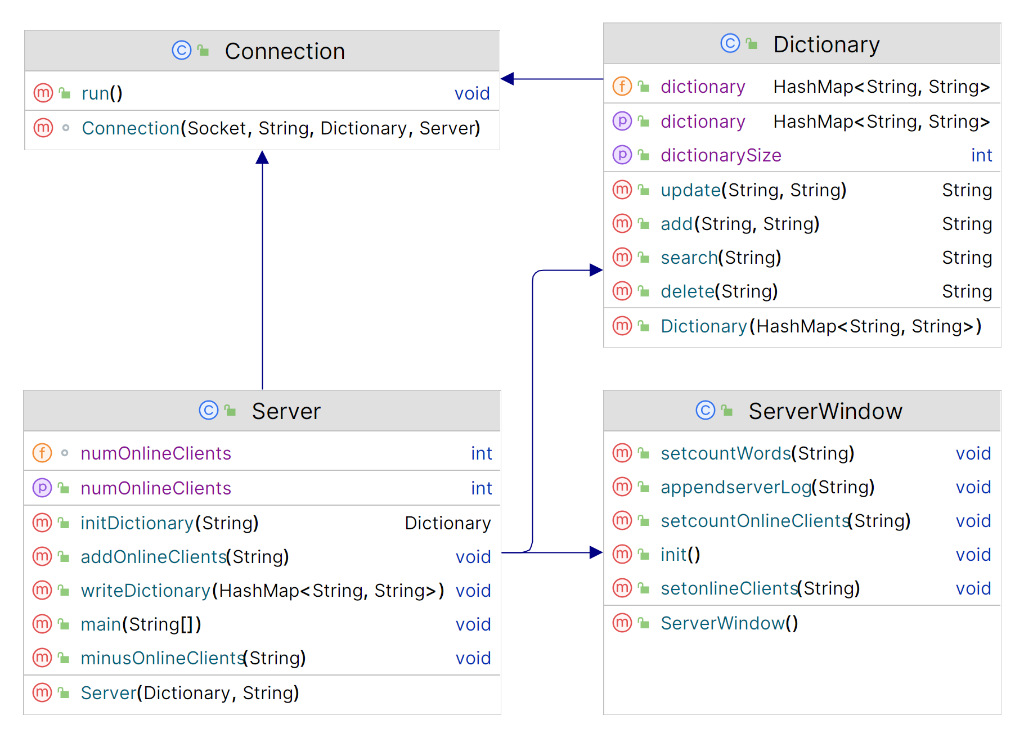 Connection
run() void
Connection(Socket, String, Dictionary, Server)
Dictionary
dictionary HashMap<String, String>
dictionary HashMap<String, String>
dictionarySize int
update(String, String) String
add(String, String) String
search(String) String
delete(String) String
Dictionary(HashMap<String, String>)
Server
numOnlineClients int
numOnlineClients int
initDictionary(String) Dictionary
addOnlineClients(String) void
writeDictionary(HashMap<String, String>) void
main(String[]) void
minusOnlineClients(String) void
Server(Dictionary, String)
ServerWindow
setcountWords(String) void
appendserverLog(String) void
setcountOnlineClients(String) void
init() void
setonlineClients(String) void
ServerWindow()